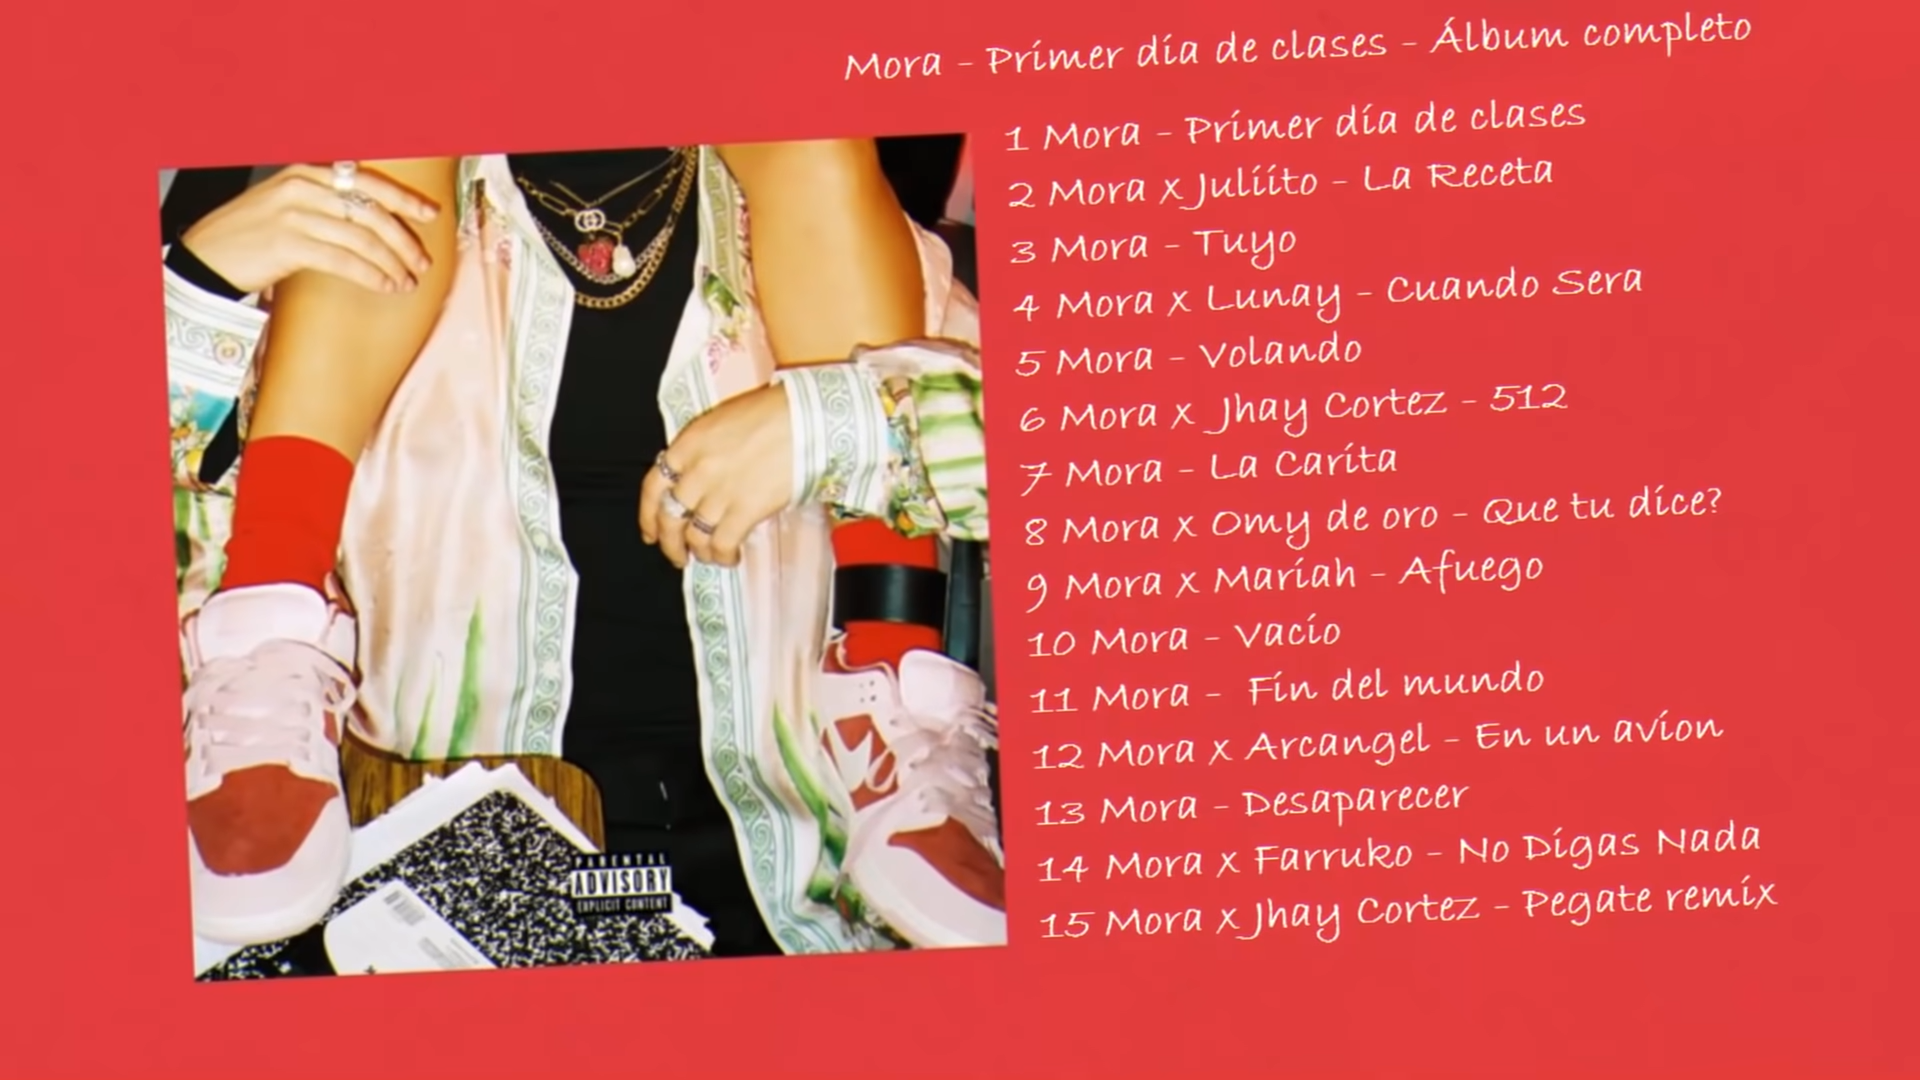 Mora - Primer día de clases - Álbum completo
1 Mora - Primer día de clases
2 Mora x Juliito - La Receta
3 Mora - Tuyo
4 Mora x Lunay - Cuando Sera
5 Mora - Volando
6 Mora x Jhay Cortez - 512
7 Mora - La Carita
8 Mora x Omy de oro - Que tu dice?
9 Mora x Mariah - Afuego
10 Mora - Vacio
11 Mora - Fin del mundo
12 Mora x Arcangel - En un avion
13 Mora - Desaparecer
14 Mora x Farruko - No Digas Nada
15 Mora x Jhay Cortez - Pegate remix
PARENTAL
ADVISORY
EXPLICIT CONTENT